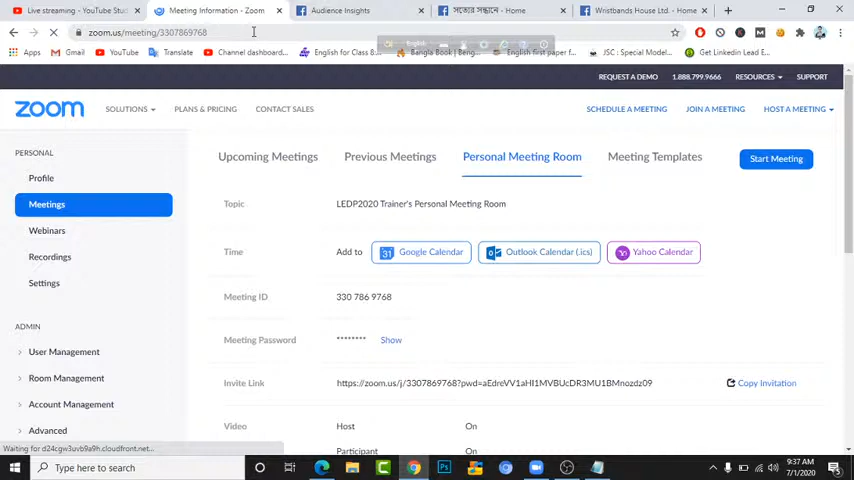 Live streaming - YouTube Stu
Meeting Information - Zoom
Audience Insights
সত্যের সন্ধানে - Home
Wristbands House Ltd. - Home
zoom.us/meeting/3307869768
English
Apps
Gmail
YouTube
Translate
Channel dashboard...
English for Class &...
Bangla Book | Beng...
English first paper f...
JSC: Special Model...
Get Linkedin Lead E...
REQUEST A DEMO
1.888.799.9666
RESOURCES
SUPPORT
zoom
SOLUTIONS
PLANS & PRICING
CONTACT SALES
SCHEDULE A MEETING
JOIN A MEETING
HOST A MEETING
PERSONAL
Profile
Meetings
Webinars
Recordings
Settings
ADMIN
User Management
Room Management
Account Management
Advanced
Upcoming Meetings
Previous Meetings
Personal Meeting Room
Meeting Templates
Start Meeting
Topic
LEDP2020 Trainer's Personal Meeting Room
Time
Add to
31 Google Calendar
Outlook Calendar (.ics)
Yahoo Calendar
Meeting ID
330 786 9768
Meeting Password
******** Show
Invite Link
https://zoom.us/j/3307869768?pwd=aEdreVV1aHI1MVBUcDR3MU1BMnozdz09
Copy Invitation
Video
Host
On
Participant
On
Waiting for d24cgw3uvb9a9h.cloudfront.net...
Type here to search
9:37 AM
7/1/2020